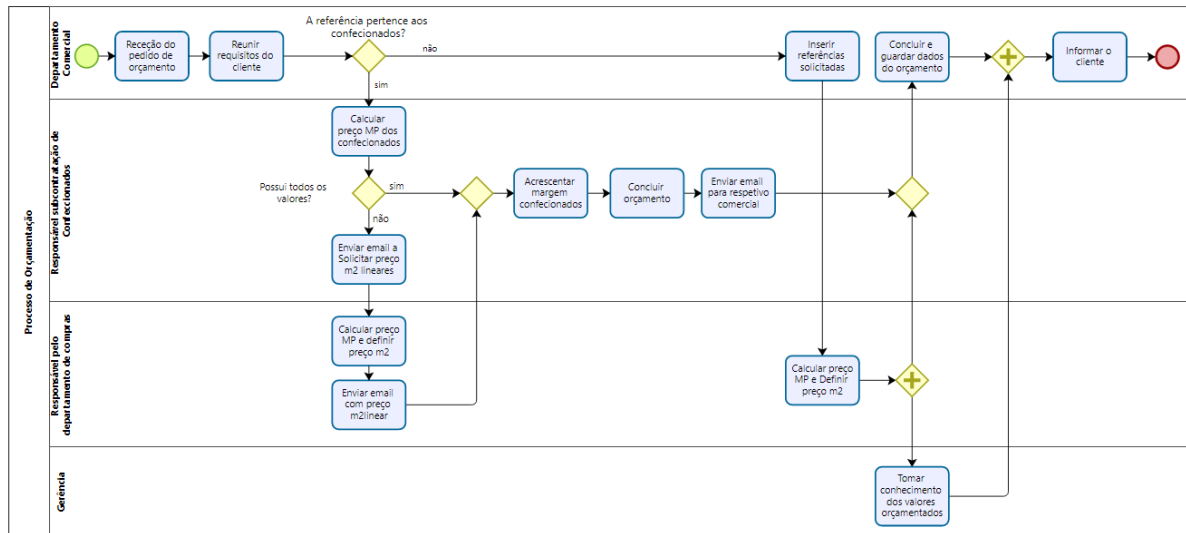 Processo de Orçamentação
Departamento
Comercial
A referência pertence aos
confecionados?
Receção do
pedido de
orçamento
Reunir
requisitos do
cliente
não
sim
Inserir
referências
solicitadas
Concluir e
guardar dados
do orçamento
Informar o
cliente
Responsável subcontratação de
Confeccionados
Calcular
preço MP dos
confecionados
Possui todos os
valores?
sim
não
Acrescentar
margem
confecionados
Concluir
orçamento
Enviar email
para respetivo
comercial
Enviar email a
Solicitar preço
m2 lineares
Responsável pelo
departamento de compras
Calcular preço
MP e definir
preço m2
Enviar email
com preço
m2linear
Calcular preço
MP e Definir
preço m2
Gerência
Tomar
conhecimento
dos valores
orçamentados